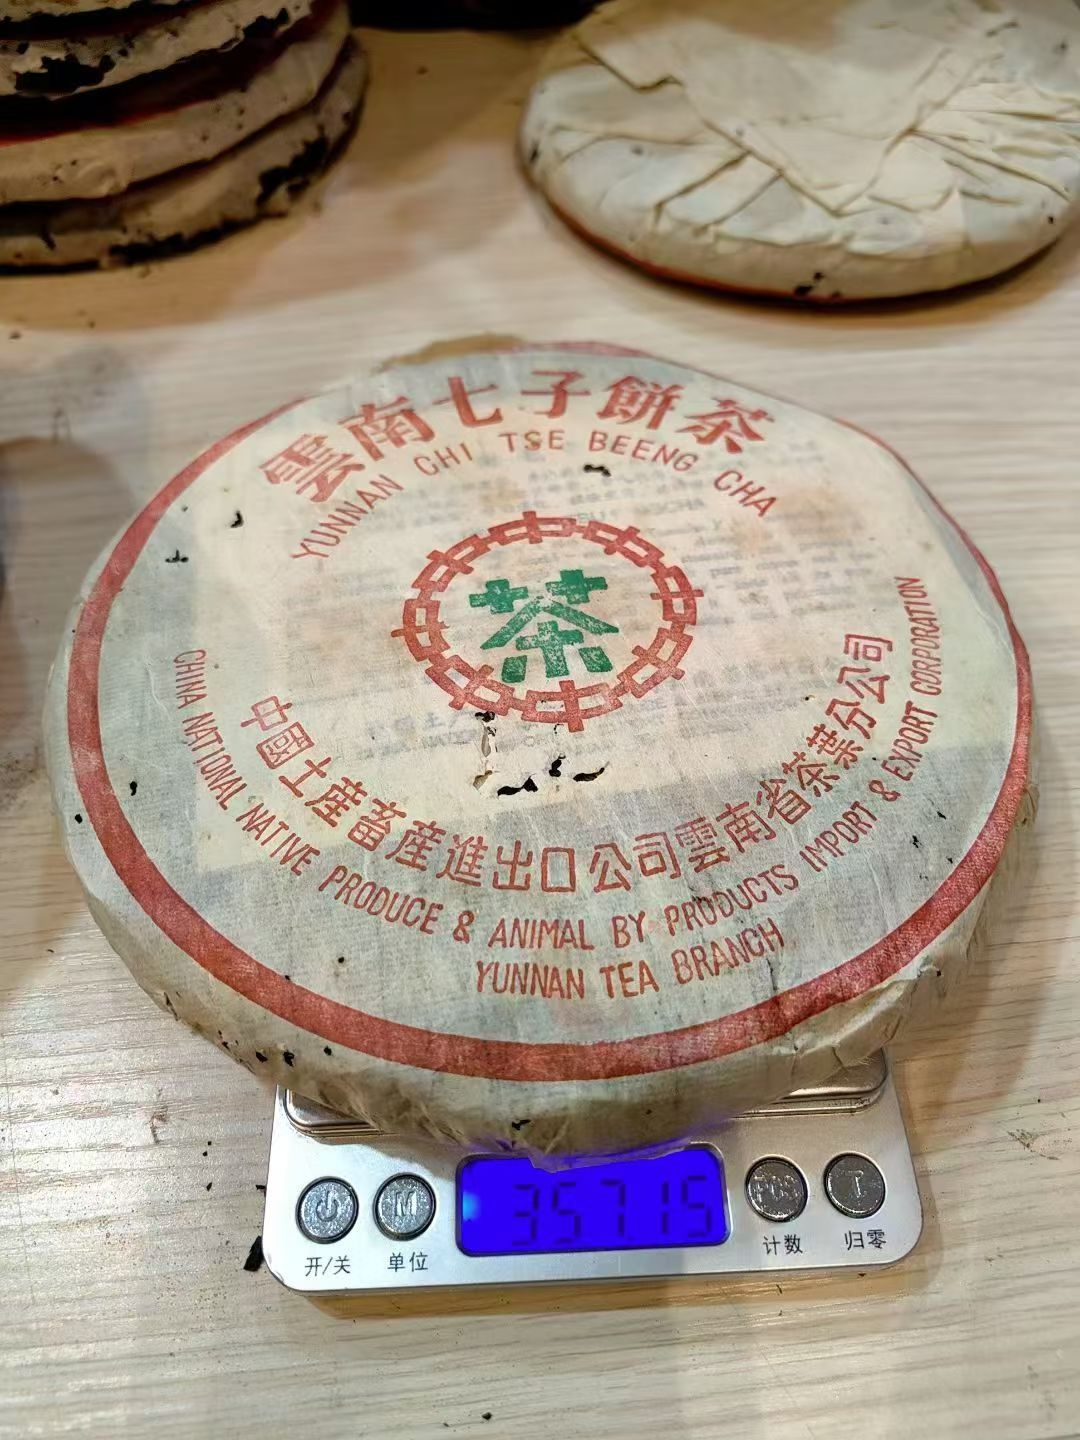 雲南七子餅茶
YUNNAN CHI TSE BEENG CHA
茶
中國土産畜産進出口公司雲南省茶葉分公司
CHINA NATIONAL NATIVE PRODUCE & ANIMAL BY PRODUCTS IMPORT & EXPORT CORPORATION
YUNNAN TEA BRANCH
357.15
M
PCS
T
开/关
单位
计数
归零